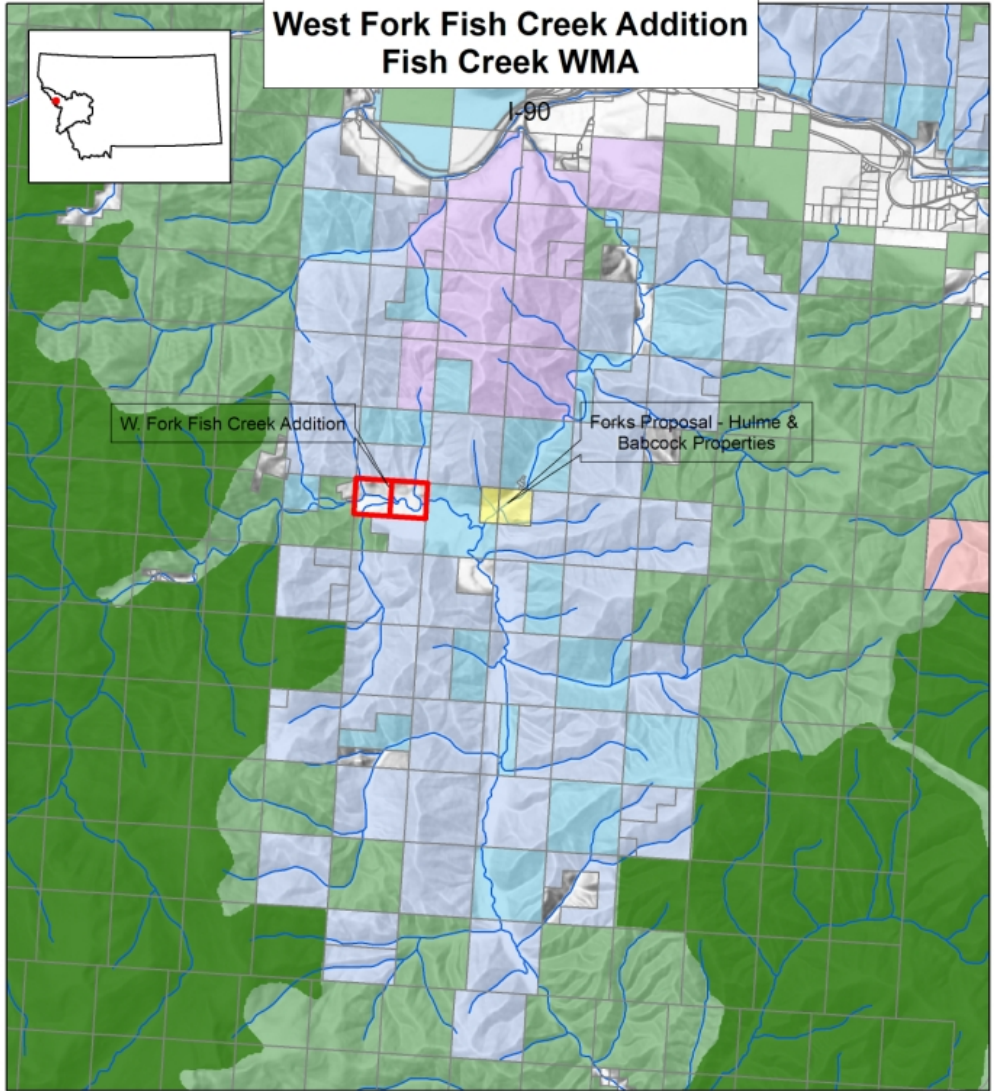 West Fork Fish Creek Addition
Fish Creek WMA
I-90
W. Fork Fish Creek Addition
Forks Proposal - Hulme &
Babcock Properties